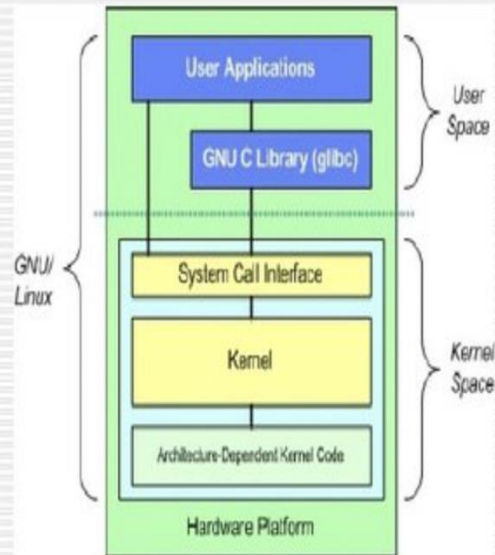 User Applications
User
Space
GNU C Library (glibc)
GNU/
Linux
System Call Interface
Kernel
Kernel
Space
Architecture-Dependent Kernel Code
Hardware Platform